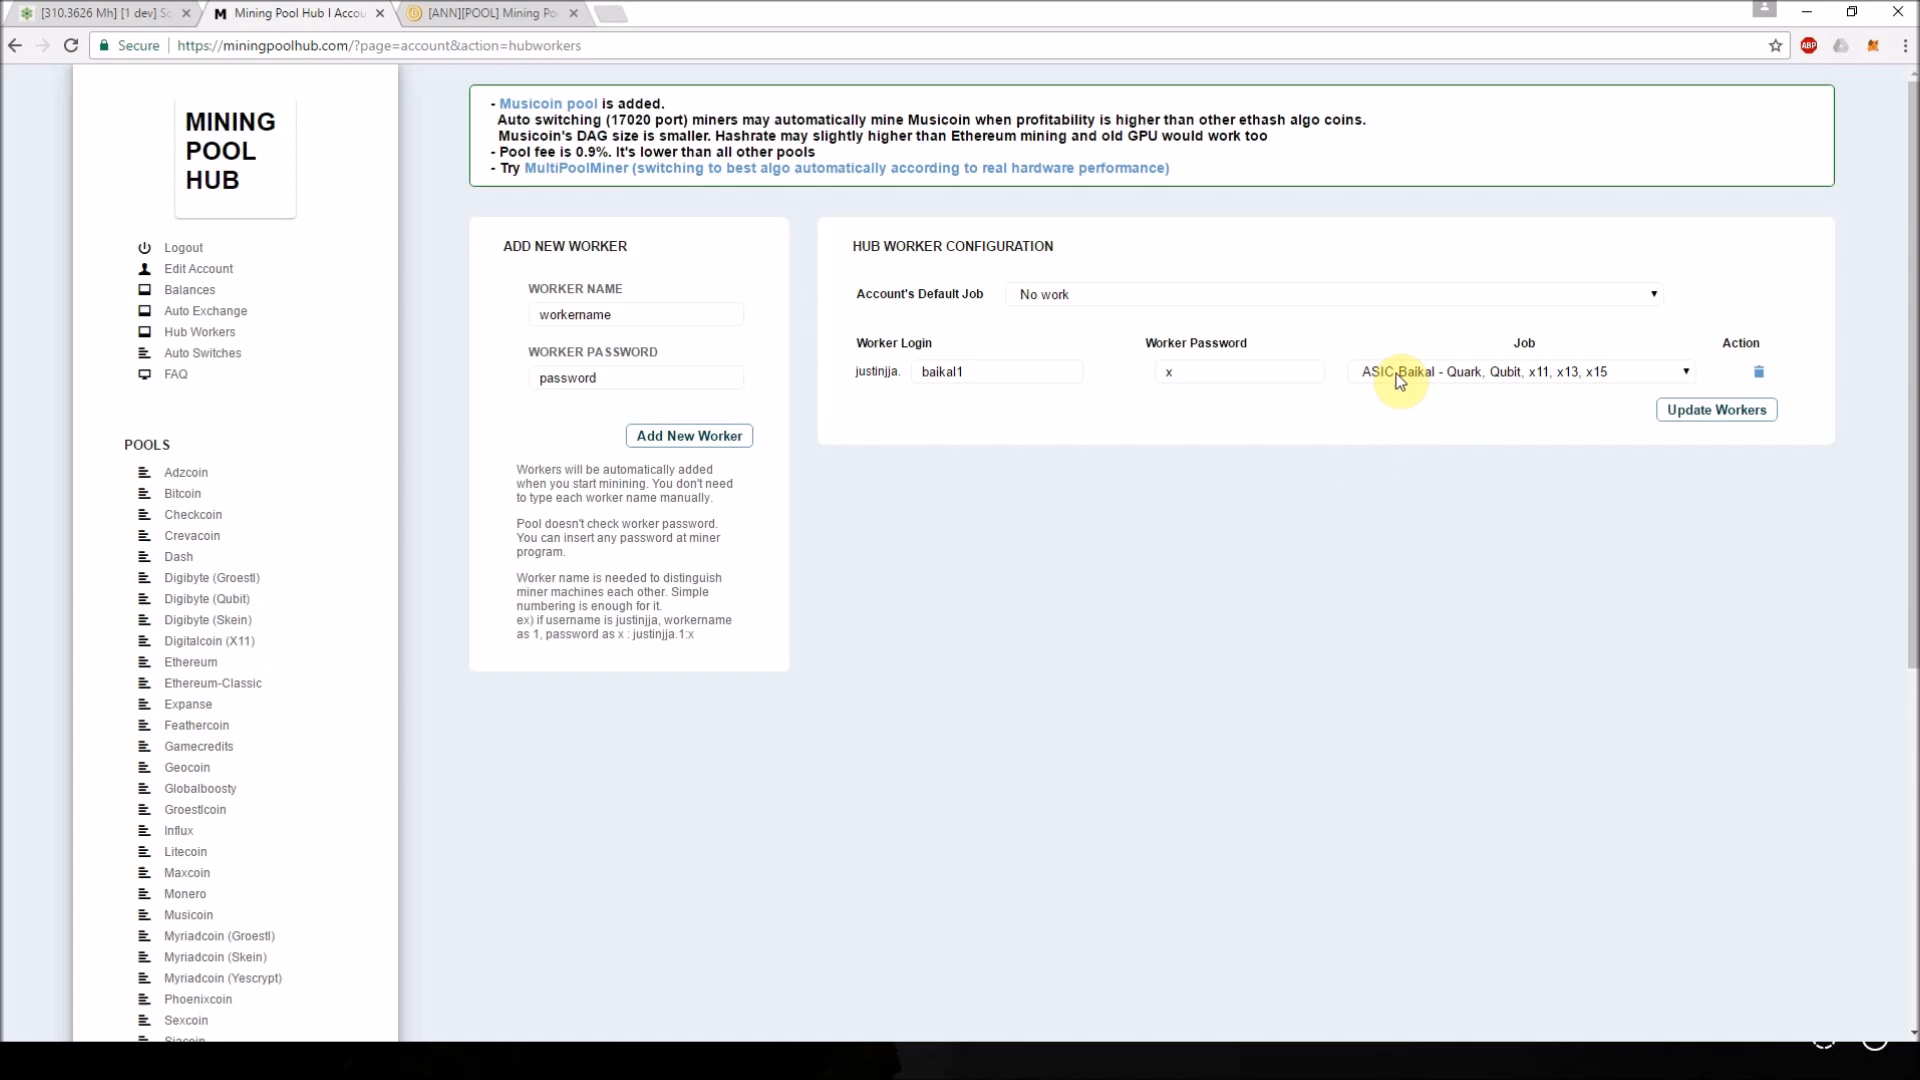 [310.3626 Mh] [1 dev] Sc
Mining Pool Hub I Accou
[ANN][POOL] Mining Po
Secure
https://miningpoolhub.com/?page=account&action=hubworkers
ABP
MINING
POOL
HUB
Logout
Edit Account
Balances
Auto Exchange
Hub Workers
Auto Switches
FAQ
POOLS
Adzcoin
Bitcoin
Checkcoin
Crevacoin
Dash
Digibyte (Groestl)
Digibyte (Qubit)
Digibyte (Skein)
Digitalcoin (X11)
Ethereum
Ethereum-Classic
Expanse
Feathercoin
Gamecredits
Geocoin
Globalboosty
Groestlcoin
Influx
Litecoin
Maxcoin
Monero
Musicoin
Myriadcoin (Groestl)
Myriadcoin (Skein)
Myriadcoin (Yescrypt)
Phoenixcoin
Sexcoin
Siacoin
- Musicoin pool is added.
Auto switching (17020 port) miners may automatically mine Musicoin when profitability is higher than other ethash algo coins.
Musicoin's DAG size is smaller. Hashrate may slightly higher than Ethereum mining and old GPU would work too
- Pool fee is 0.9%. It's lower than all other pools
- Try MultiPoolMiner (switching to best algo automatically according to real hardware performance)
ADD NEW WORKER
WORKER NAME
workername
WORKER PASSWORD
password
Add New Worker
Workers will be automatically added
when you start minining. You don't need
to type each worker name manually.
Pool doesn't check worker password.
You can insert any password at miner
program.
Worker name is needed to distinguish
miner machines each other. Simple
numbering is enough for it.
ex) if username is justinjja, workername
as 1, password as x : justinjja.1:x
HUB WORKER CONFIGURATION
Account's Default Job
No work
Worker Login
Worker Password
Job
Action
justinjja.
baikal1
x
ASIC Baikal - Quark, Qubit, x11, x13, x15
Update Workers